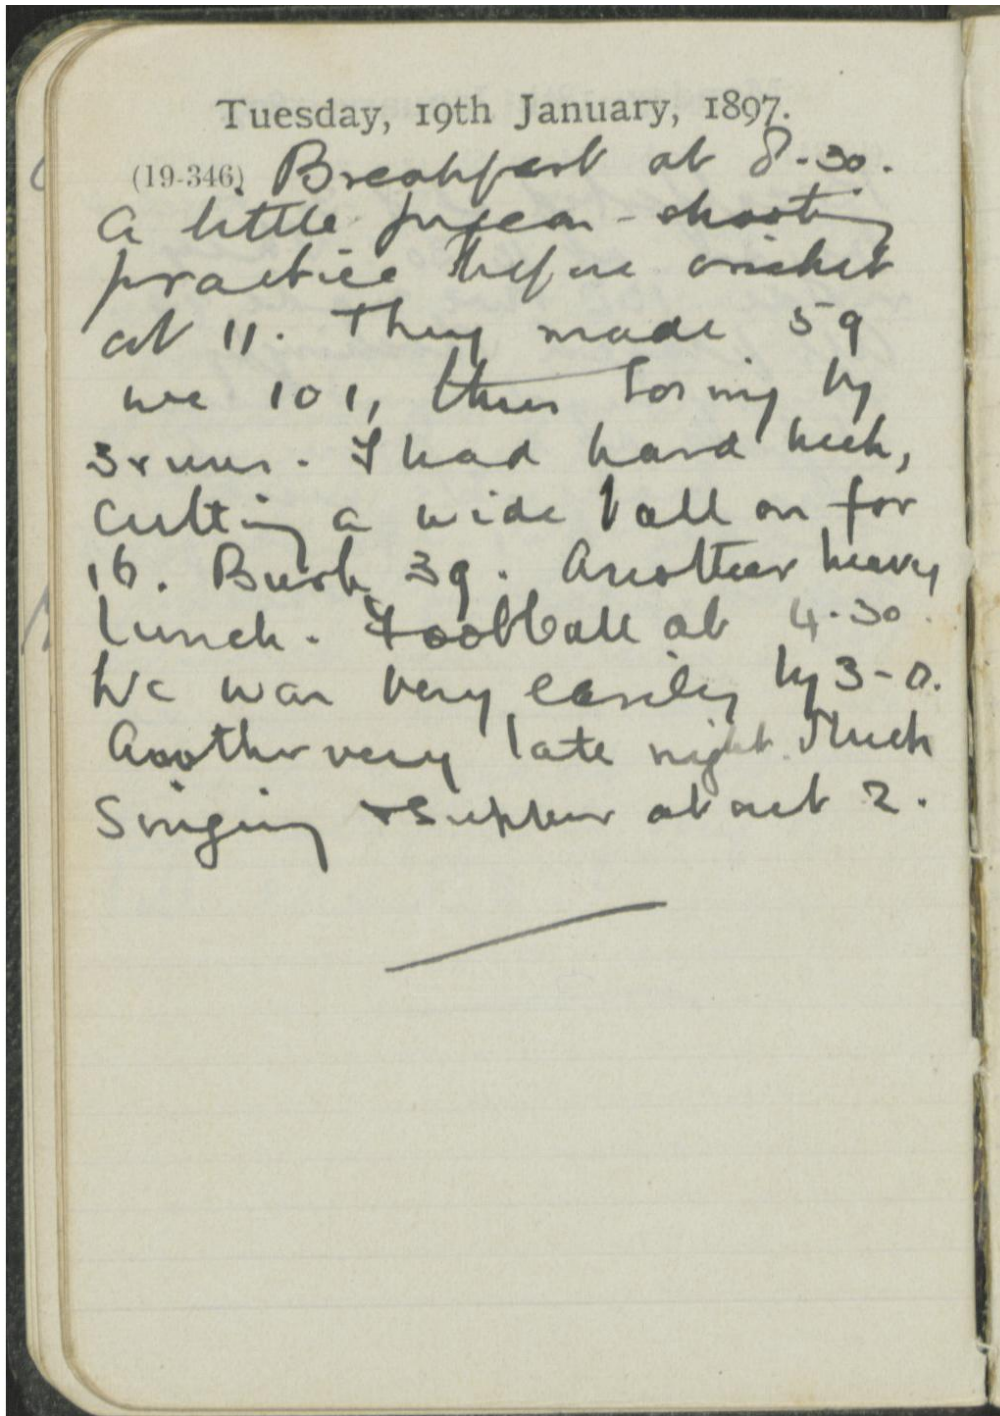 Tuesday, 19th January, 1897.
(19-346) Breakfast at 8.30.
A little pigeon-shooting
practice before cricket
at 11. They made 59
we 101, thus losing by
3 runs. I had hard luck,
cutting a wide ball on for
16. Bush 39. Another heavy
lunch. Football at 4.30.
We won very easily by 3-0.
Another very late night. Much
singing & supper about 2.